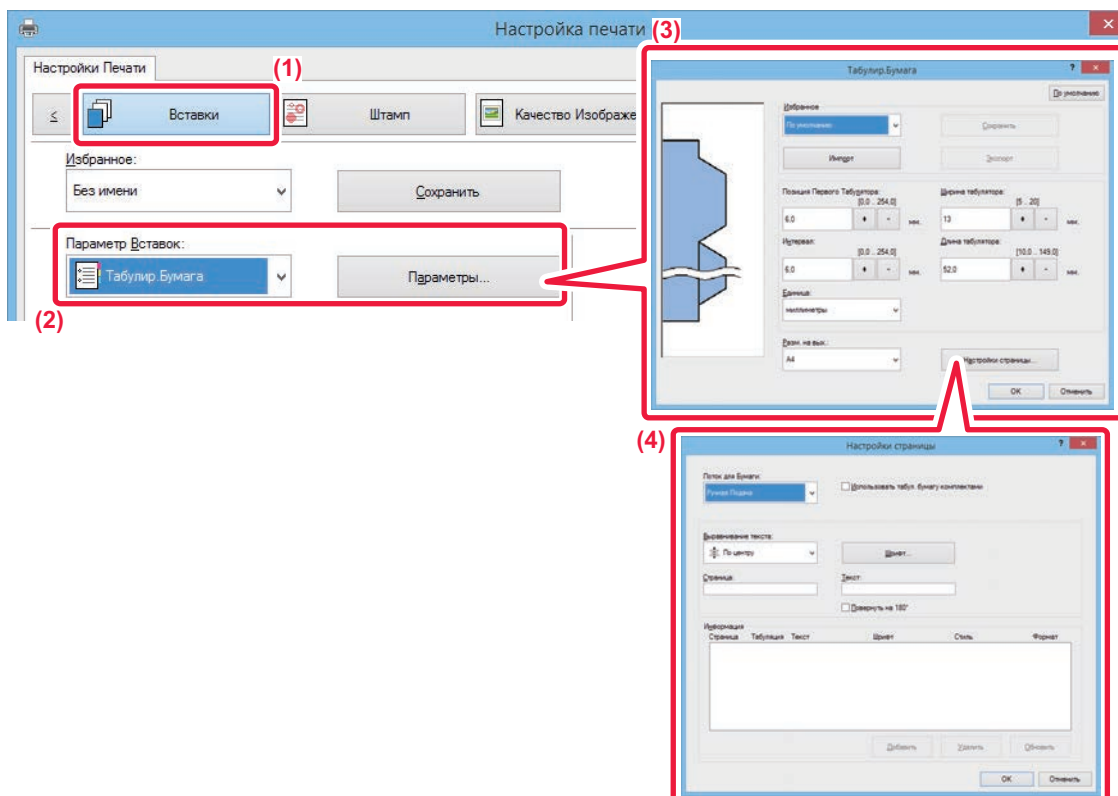 Настройка печати
(3)
Настройки Печати
(1)
<
Вставки
Штамп
Качество Изображе
Избранное:
Без имени
Сохранить
Параметр Вставок:
Табулир.Бумага
Параметры...
(2)
Табулир.Бумага
?
По умолчанию
Избранное
По умолчанию
Сохранить
Импорт
Экспорт
Позиция Первого Табулятора:
[0,0 .. 254,0]
6,0
+ -
мм.
Ширина табулятора:
[5 .. 20]
13
+ -
мм.
Интервал:
[0,0 .. 254,0]
6,0
+ -
мм.
Длина табулятора:
[10,0 .. 149,0]
52,0
+ -
мм.
Единица:
миллиметры
Разм. на вых.:
A4
Настройки страницы...
OK
Отменить
(4)
Настройки страницы
?
Лоток для Бумаги:
Ручная Подача
Использовать табул. бумагу комплектами
Выравнивание текста:
По центру
Шрифт...
Страница:
Текст:
Повернуть на 180°
Информация
Страница Табуляция Текст Шрифт Стиль Формат
Добавить
Удалить
Обновить
OK
Отменить